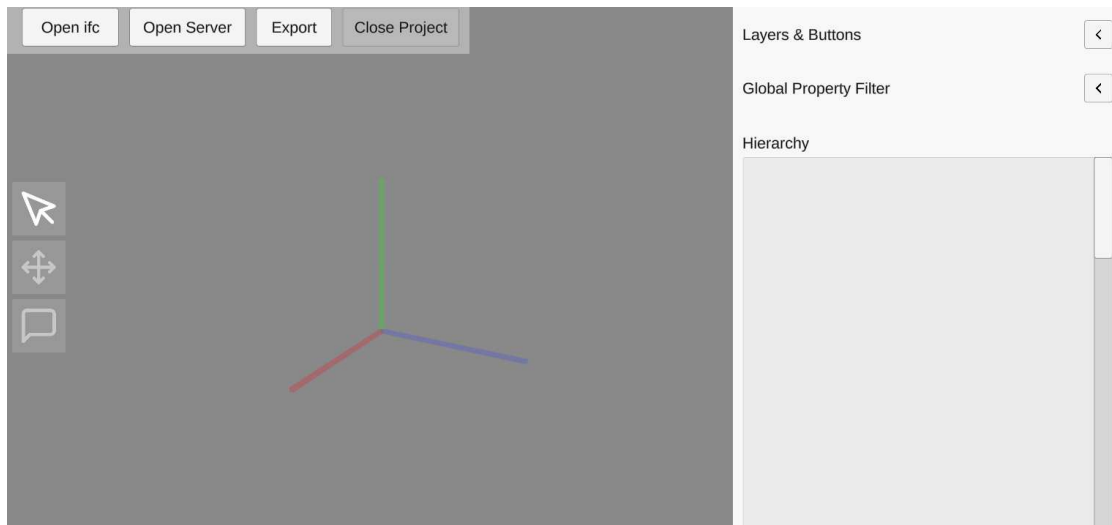 Open ifc
Open Server
Export
Close Project
Layers & Buttons
Global Property Filter
Hierarchy